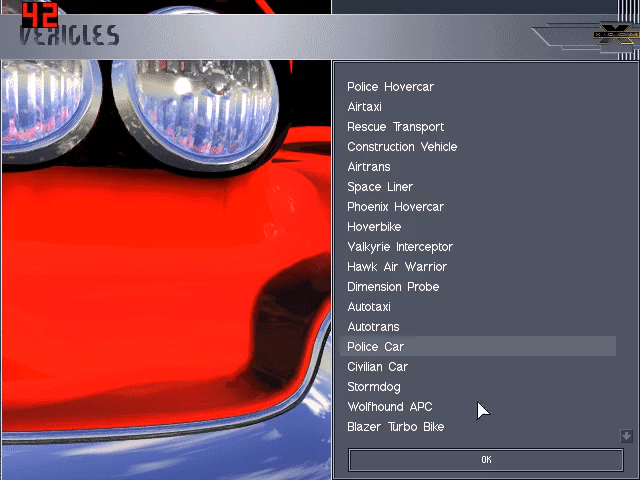 42
VEHICLES
X-COM
Police Hovercar
Airtaxi
Rescue Transport
Construction Vehicle
Airtrans
Space Liner
Phoenix Hovercar
Hoverbike
Valkyrie Interceptor
Hawk Air Warrior
Dimension Probe
Autotaxi
Autotrans
Police Car
Civilian Car
Stormdog
Wolfhound APC
Blazer Turbo Bike
OK